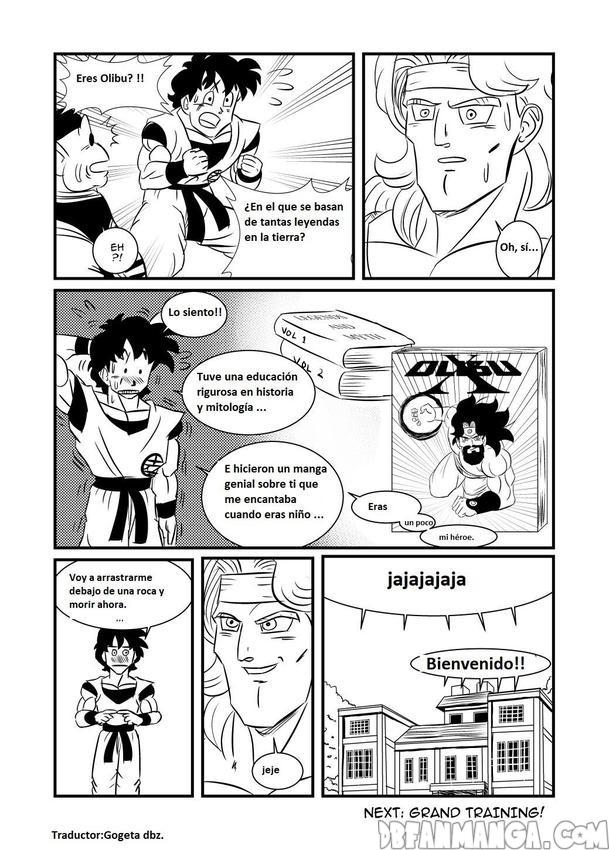 Eres Olibu? !!
EH
?!
¿En el que se basan
de tantas leyendas
en la tierra?
Oh, sí...
Lo siento!!
Tuve una educación
rigurosa en historia
y mitología ...
E hicieron un manga
genial sobre ti que
me encantaba
cuando eras niño ...
LEGENDS
AND
MYTH
VOL 1
VOL 2
OLIBU
X
Eras
un poco
mi héroe.
Voy a arrastrarme
debajo de una roca y
morir ahora.
...
jeje
jajajajaja
Bienvenido!!
NEXT: GRAND TRAINING!
Traductor:Gogeta dbz.
DBFANMANGA.COM